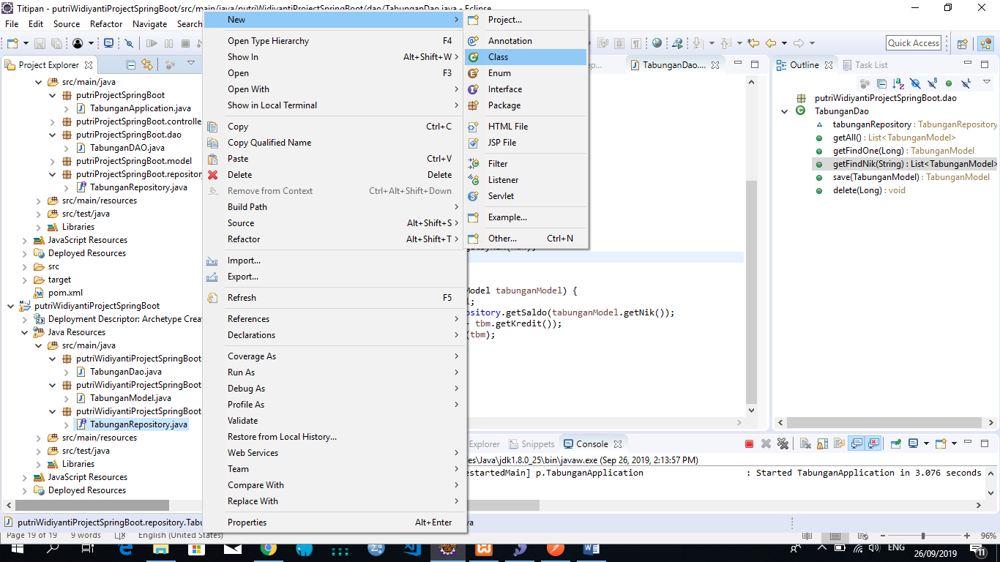 Titipan - putriWidiyantiProjectSpringBoot/src/main/java/putriWidiyantiProjectSpringBoot/dao/TabunganDao.java - Eclipse
File Edit Source Refactor Navigate Search
Quick Access
Project Explorer
src/main/java
putriProjectSpringBoot
TabunganApplication.java
putriProjectSpringBoot.controlle
putriProjectSpringBoot.dao
TabunganDAO.java
putriProjectSpringBoot.model
putriProjectSpringBoot.repository
TabunganRepository.java
src/main/resources
src/test/java
Libraries
JavaScript Resources
Deployed Resources
src
target
pom.xml
putriWidiyantiProjectSpringBoot
Deployment Descriptor: Archetype Crea
Java Resources
src/main/java
putriWidiyantiProjectSpringBoot
TabunganDao.java
putriWidiyantiProjectSpringBoot
TabunganModel.java
putriWidiyantiProjectSpringBoot
TabunganRepository.java
src/main/resources
src/test/java
Libraries
JavaScript Resources
Deployed Resources
New
Open Type Hierarchy F4
Show In Alt+Shift+W
Open F3
Open With
Show in Local Terminal
Copy Ctrl+C
Copy Qualified Name
Paste Ctrl+V
Delete Delete
Remove from Context Ctrl+Alt+Shift+Down
Build Path
Source Alt+Shift+S
Refactor Alt+Shift+T
Import...
Export...
Refresh F5
References
Declarations
Coverage As
Run As
Debug As
Profile As
Validate
Restore from Local History...
Web Services
Team
Compare With
Replace With
Properties Alt+Enter
Project...
Annotation
Class
Enum
Interface
Package
HTML File
JSP File
Filter
Listener
Servlet
Example...
Other... Ctrl+N
TabunganDao....
Model tabunganModel) {
ository.getSaldo(tabunganModel.getNik());
- tbm.getKredit());
(tbm);
Outline Task List
putriWidiyantiProjectSpringBoot.dao
TabunganDao
tabunganRepository : TabunganRepository
getAll() : List<TabunganModel>
getFindOne(Long) : TabunganModel
getFindNik(String) : List<TabunganModel>
save(TabunganModel) : TabunganModel
delete(Long) : void
Explorer Snippets Console
es\Java\jdk1.8.0_25\bin\javaw.exe (Sep 26, 2019, 2:13:57 PM)
estartedMain] p.TabunganApplication : Started TabunganApplication in 3.076 seconds
putriWidiyantiProjectSpringBoot.repository.Tabu
va
Page 19 of 19 9 words English (United States) 96%
ENG
26/09/2019
11